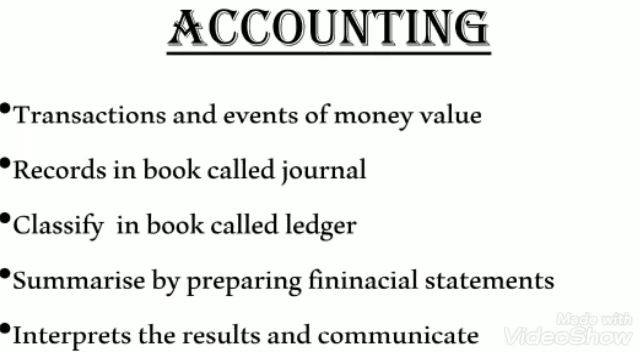 ACCOUNTING
•Transactions and events of money value
•Records in book called journal
•Classify in book called ledger
•Summarise by preparing fininacial statements
•Interprets the results and communicate
Made with
VideoShow